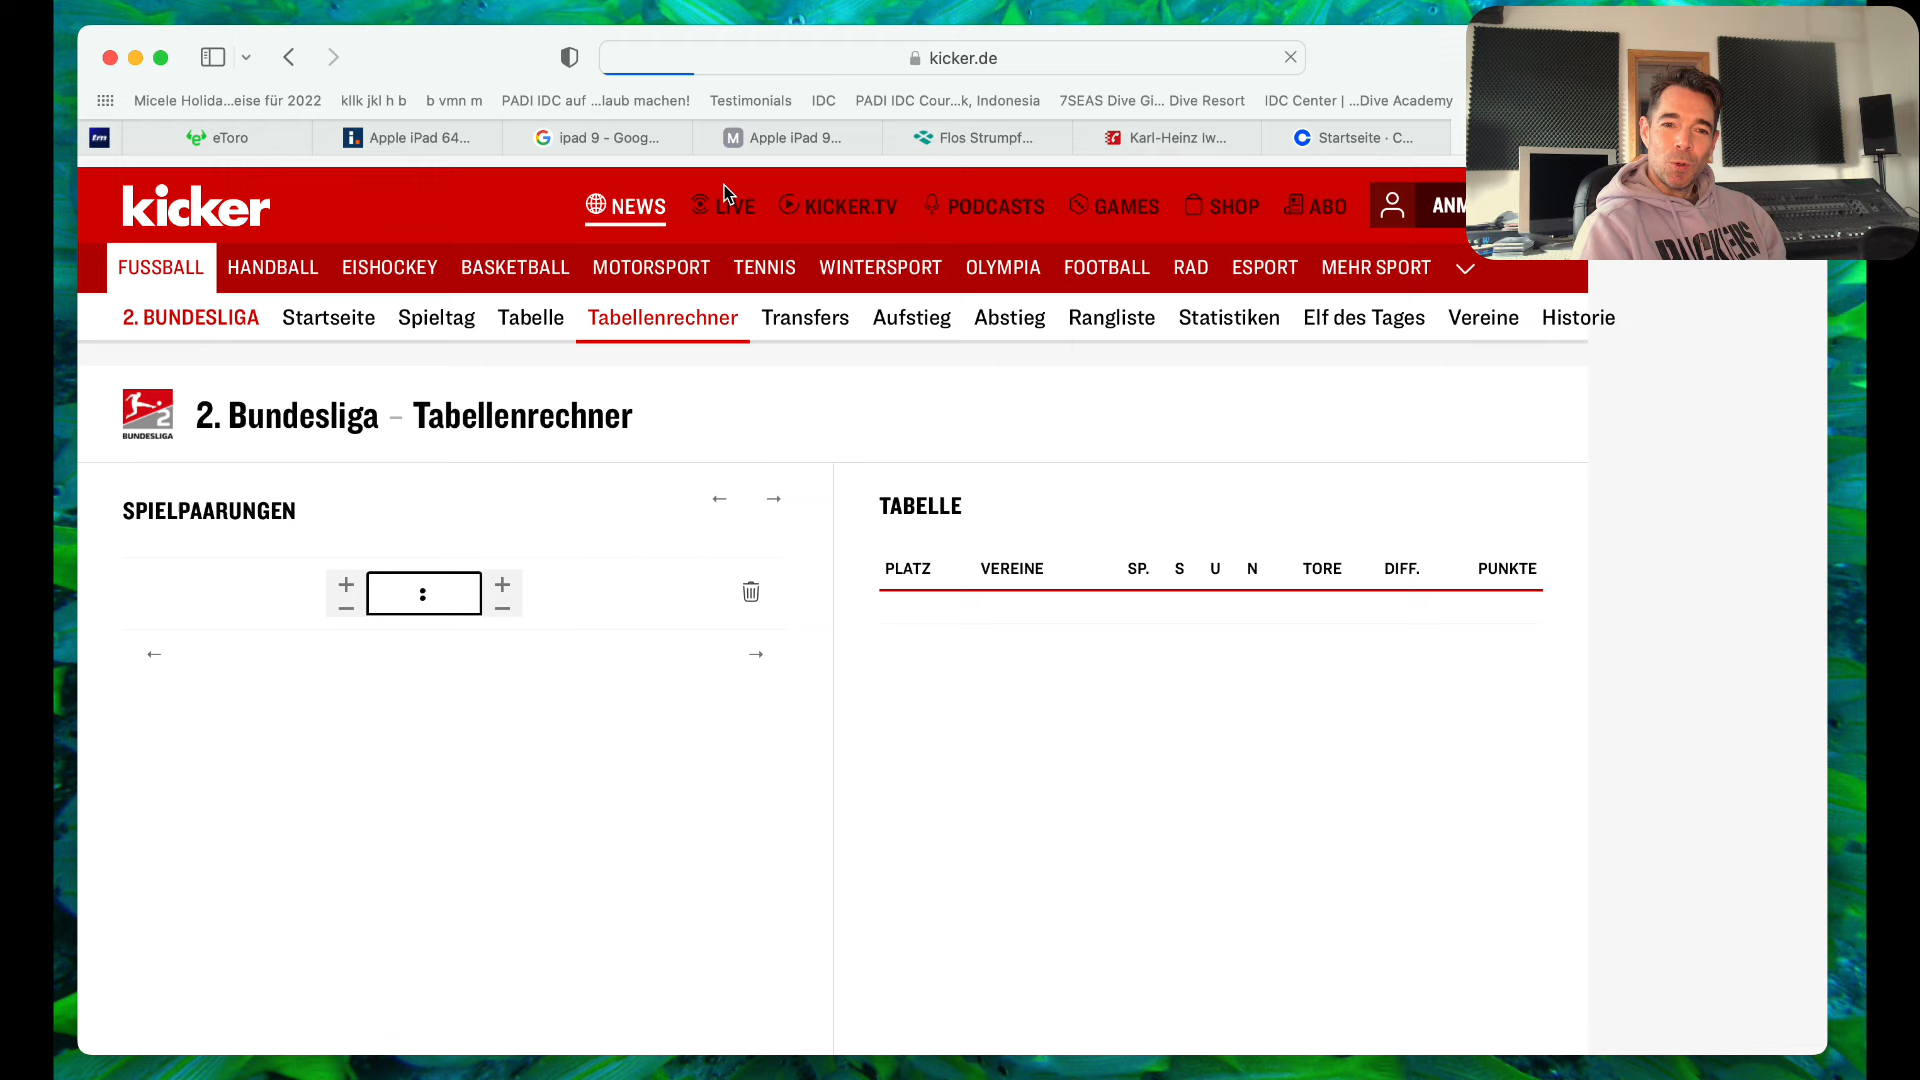 kicker.de
Micele Holida...eise für 2022 kllk jkl h b b vmn m PADI IDC auf ...laub machen! Testimonials IDC PADI IDC Cour...k, Indonesia 7SEAS Dive Gi... Dive Resort IDC Center | ...Dive Academy
tm eToro Apple iPad 64... ipad 9 - Goog... M Apple iPad 9... Flos Strumpf... Karl-Heinz Iw... Startseite · C...
kicker NEWS LIVE KICKER.TV PODCASTS GAMES SHOP ABO ANM
FUSSBALL HANDBALL EISHOCKEY BASKETBALL MOTORSPORT TENNIS WINTERSPORT OLYMPIA FOOTBALL RAD ESPORT MEHR SPORT
2. BUNDESLIGA Startseite Spieltag Tabelle Tabellenrechner Transfers Aufstieg Abstieg Rangliste Statistiken Elf des Tages Vereine Historie
2. Bundesliga – Tabellenrechner
2
BUNDESLIGA
SPIELPAARUNGEN ← →
TABELLE
PLATZ VEREINE SP. S U N TORE DIFF. PUNKTE
+ : +
− −
← →